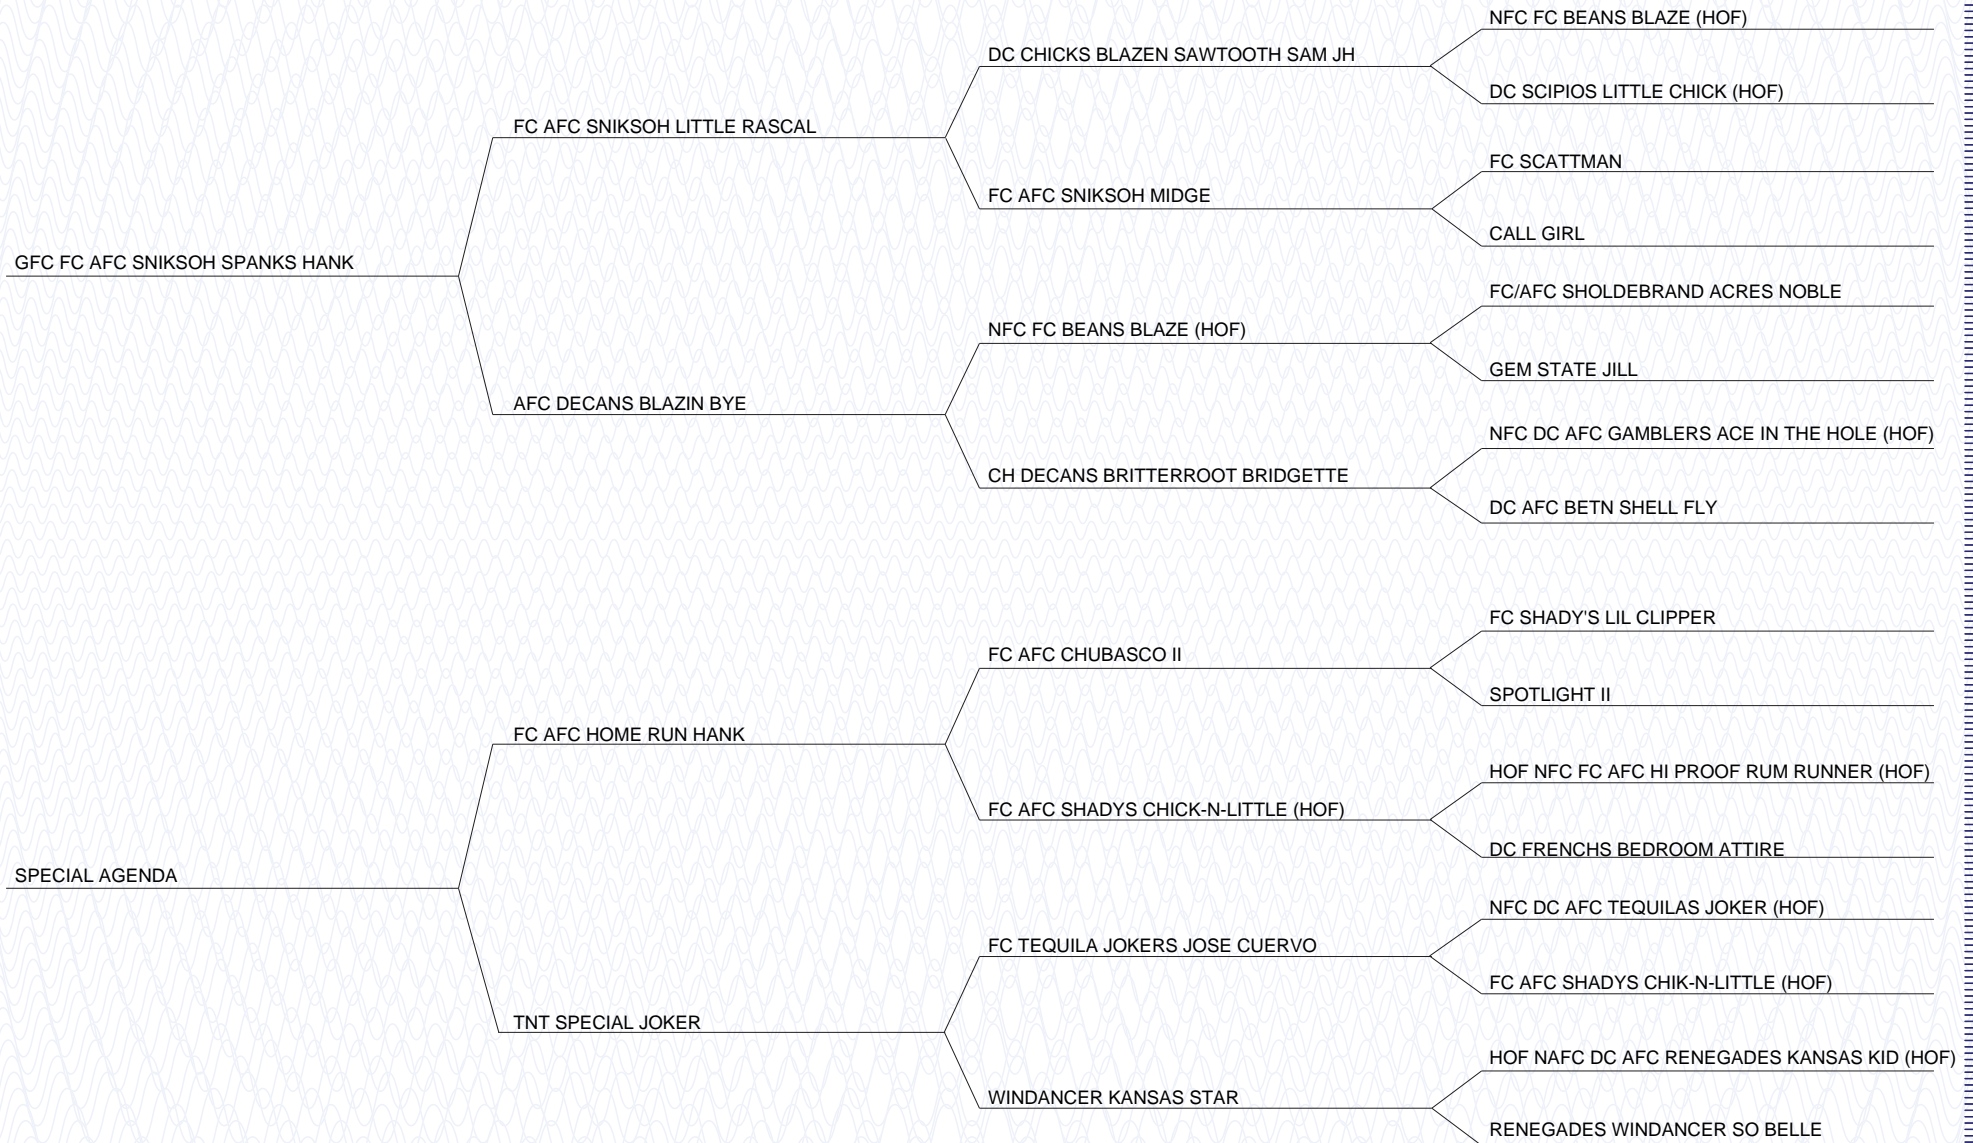 NFC FC BEANS BLAZE (HOF)
DC CHICKS BLAZEN SAWTOOTH SAM JH
DC SCIPIOS LITTLE CHICK (HOF)
FC AFC SNIKSOH LITTLE RASCAL
FC SCATTMAN
FC AFC SNIKSOH MIDGE
CALL GIRL
GFC FC AFC SNIKSOH SPANKS HANK
FC/AFC SHOLDEBRAND ACRES NOBLE
NFC FC BEANS BLAZE (HOF)
GEM STATE JILL
AFC DECANS BLAZIN BYE
NFC DC AFC GAMBLERS ACE IN THE HOLE (HOF)
CH DECANS BRITTERROOT BRIDGETTE
DC AFC BETN SHELL FLY
FC SHADY'S LIL CLIPPER
FC AFC CHUBASCO II
SPOTLIGHT II
FC AFC HOME RUN HANK
HOF NFC FC AFC HI PROOF RUM RUNNER (HOF)
FC AFC SHADYS CHICK-N-LITTLE (HOF)
DC FRENCHS BEDROOM ATTIRE
SPECIAL AGENDA
NFC DC AFC TEQUILAS JOKER (HOF)
FC TEQUILA JOKERS JOSE CUERVO
FC AFC SHADYS CHIK-N-LITTLE (HOF)
TNT SPECIAL JOKER
HOF NAFC DC AFC RENEGADES KANSAS KID (HOF)
WINDANCER KANSAS STAR
RENEGADES WINDANCER SO BELLE